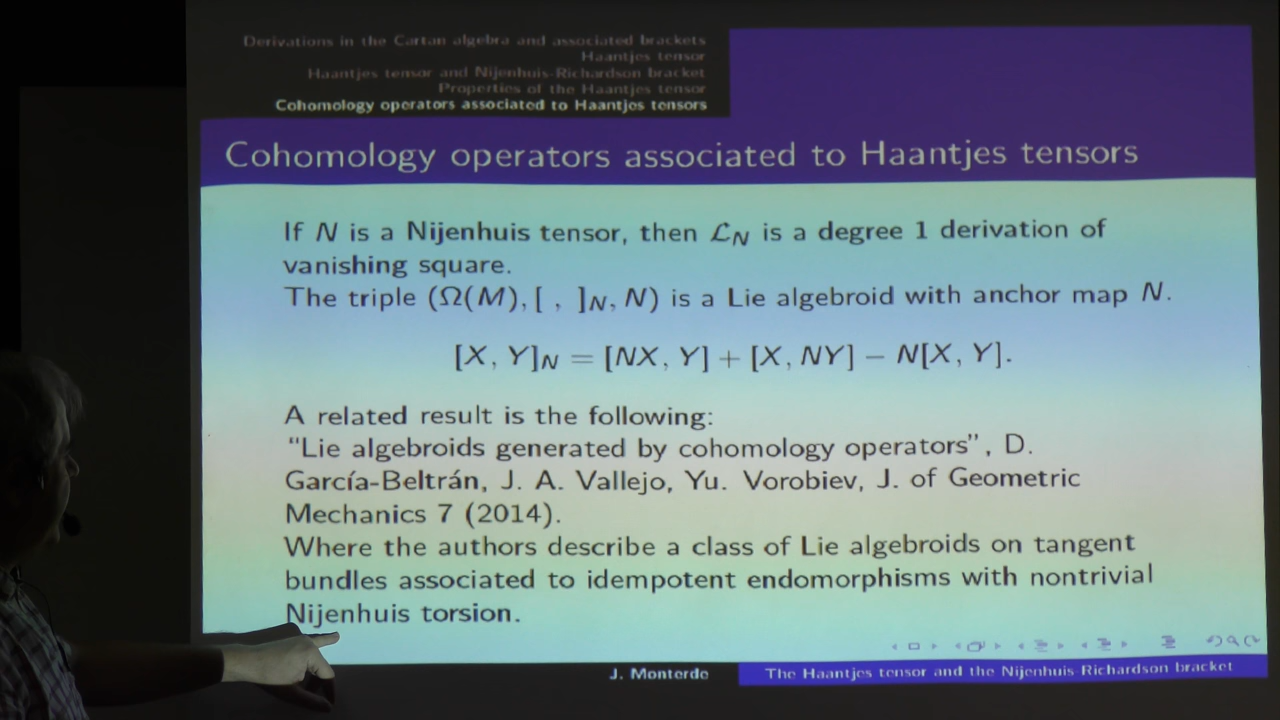 Derivations in the Cartan algebra and associated brackets
Haantjes tensor
Haantjes tensor and Nijenhuis-Richardson bracket
Properties of the Haantjes tensor
Cohomology operators associated to Haantjes tensors
Cohomology operators associated to Haantjes tensors
If N is a Nijenhuis tensor, then ℒ_N is a degree 1 derivation of
vanishing square.
The triple (Ω(M), [ , ]_N, N) is a Lie algebroid with anchor map N.
[X, Y]_N = [NX, Y] + [X, NY] − N[X, Y].
A related result is the following:
“Lie algebroids generated by cohomology operators”, D.
García-Beltrán, J. A. Vallejo, Yu. Vorobiev, J. of Geometric
Mechanics 7 (2014).
Where the authors describe a class of Lie algebroids on tangent
bundles associated to idempotent endomorphisms with nontrivial
Nijenhuis torsion.
J. Monterde
The Haantjes tensor and the Nijenhuis-Richardson bracket